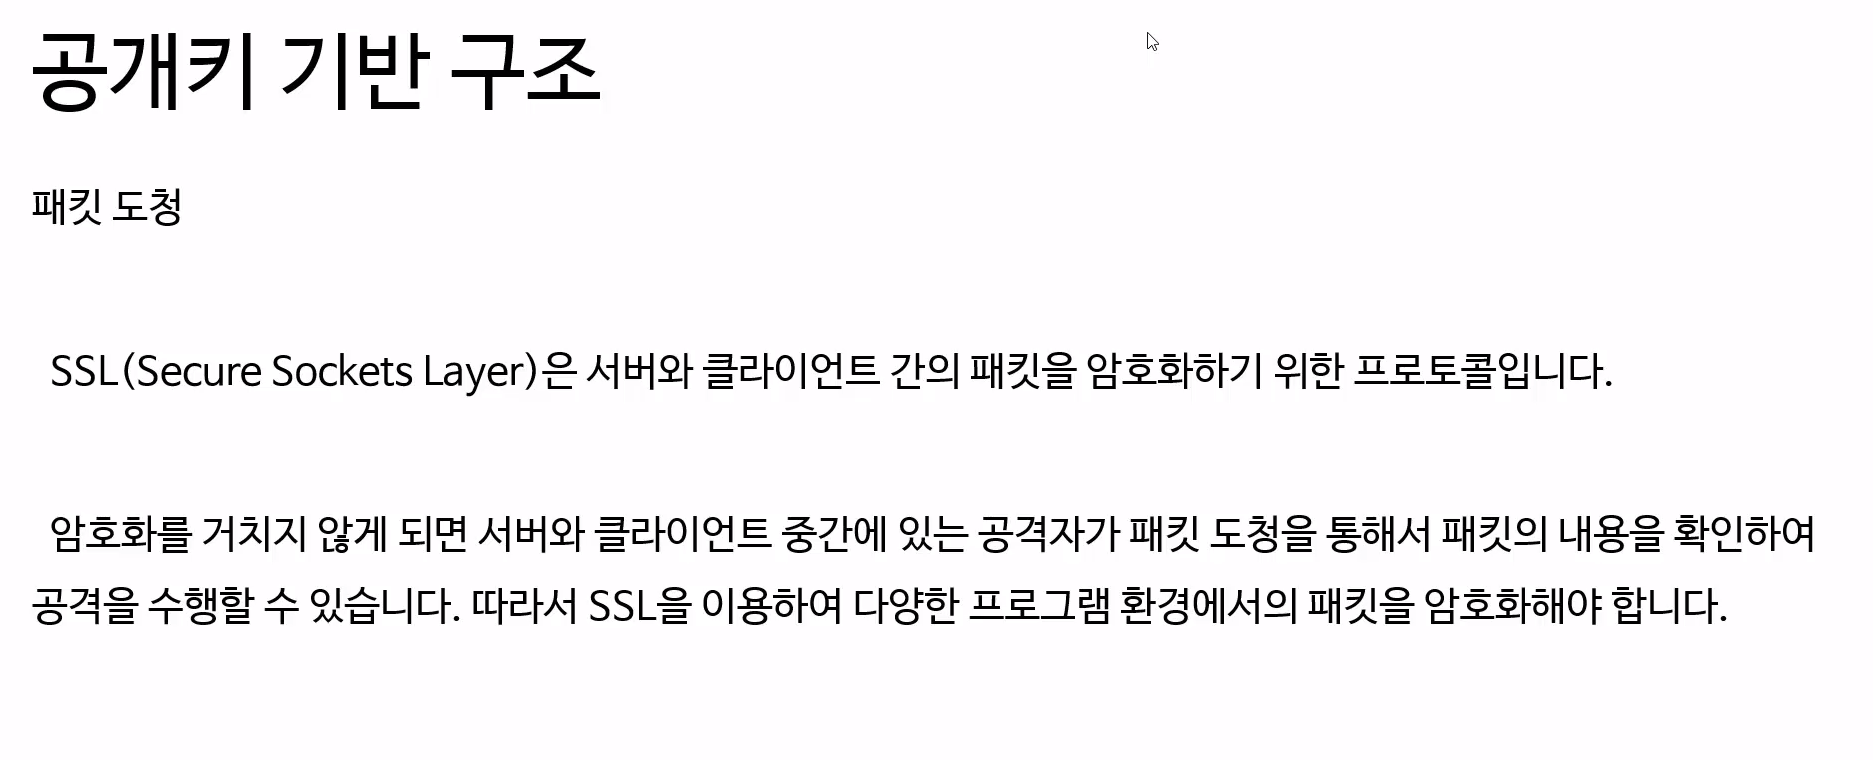 공개키 기반 구조
패킷 도청
SSL(Secure Sockets Layer)은 서버와 클라이언트 간의 패킷을 암호화하기 위한 프로토콜입니다.
암호화를 거치지 않게 되면 서버와 클라이언트 중간에 있는 공격자가 패킷 도청을 통해서 패킷의 내용을 확인하여
공격을 수행할 수 있습니다. 따라서 SSL을 이용하여 다양한 프로그램 환경에서의 패킷을 암호화해야 합니다.